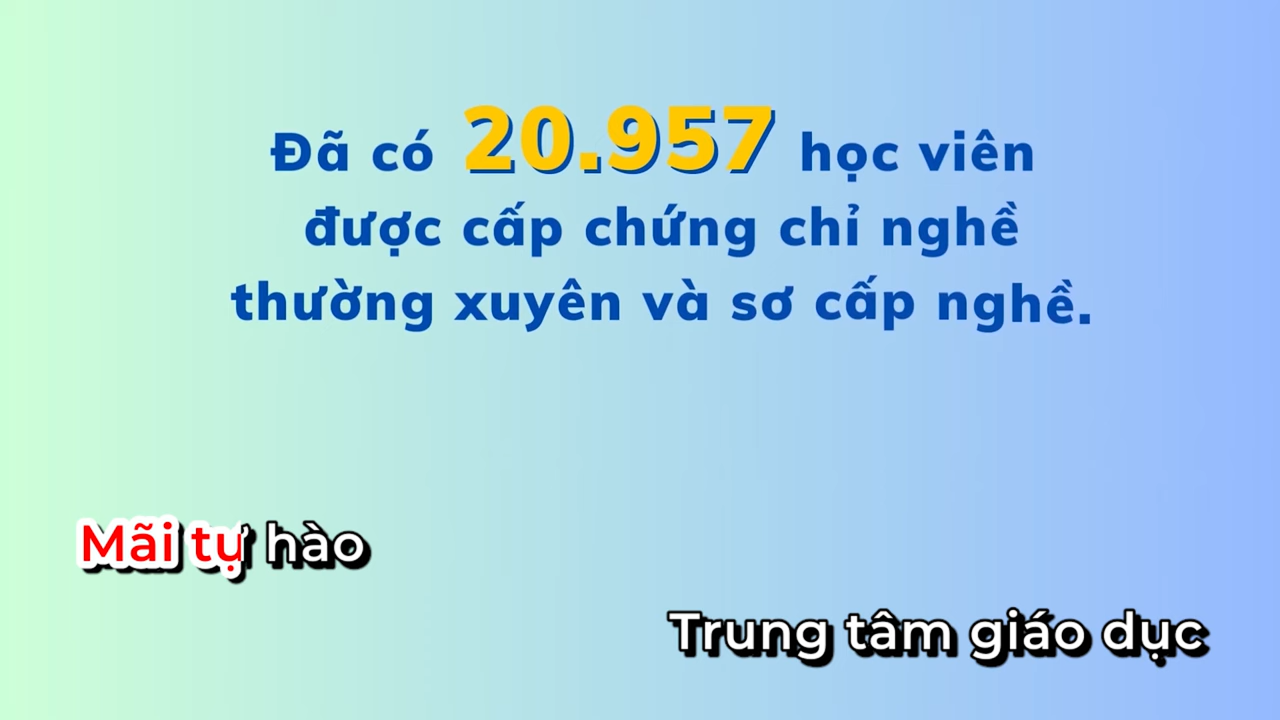 Đã có 20.957 học viên
được cấp chứng chỉ nghề
thường xuyên và sơ cấp nghề.
Mãi tự hào
Trung tâm giáo dục